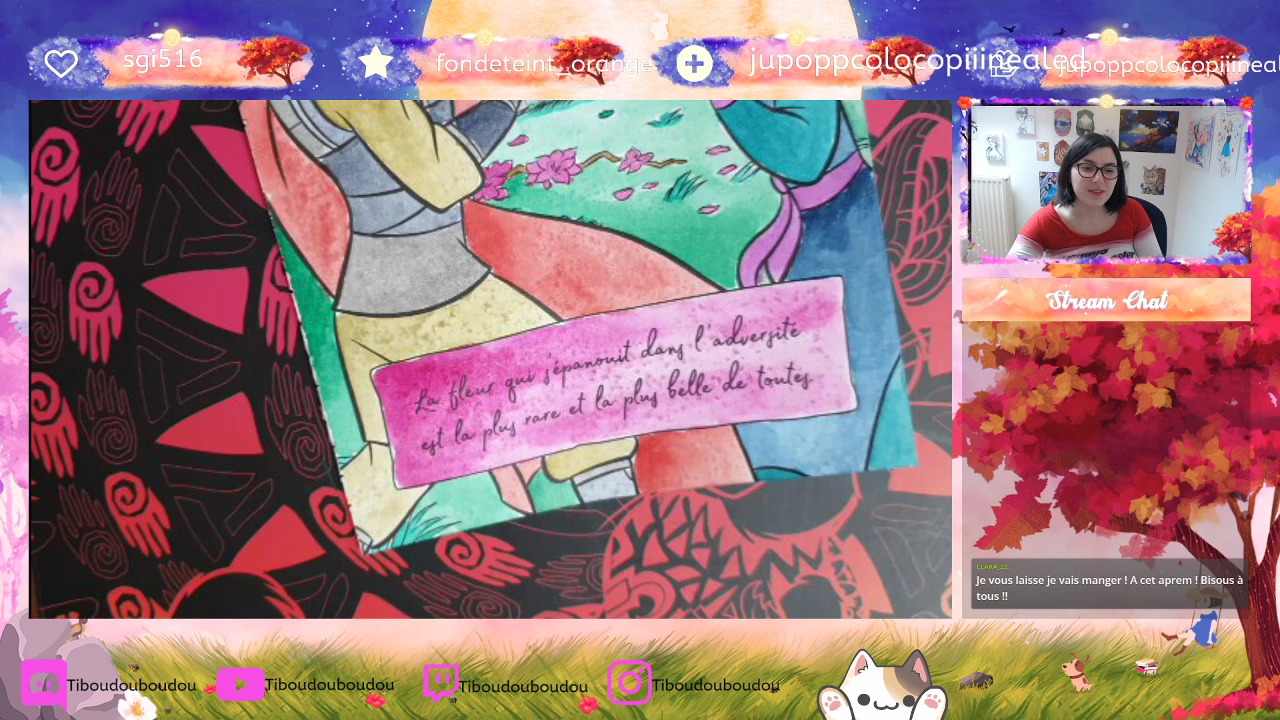 sgi516
fondeteint_orange
jupoppcolocopiiinealed
jupoppcolocopiiineal
La fleur qui s'épanouit dans l'adversité
est la plus rare et la plus belle de toutes
Stream Chat
CLARA_ZZ_
Je vous laisse je vais manger ! A cet aprem ! Bisous à
tous !!
Tiboudouboudou
Tiboudouboudou
Tiboudouboudou
Tiboudouboudou